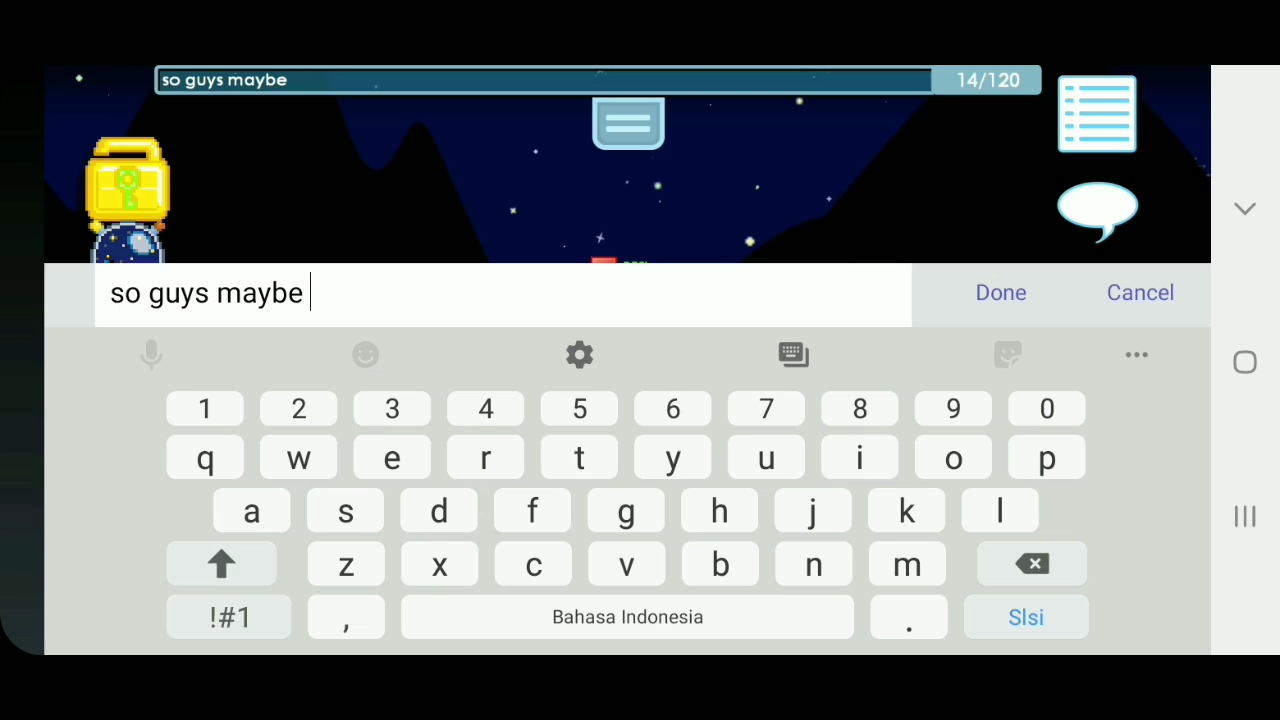 so guys maybe
14/120
so guys maybe
Done
Cancel
1 2 3 4 5 6 7 8 9 0
q w e r t y u i o p
a s d f g h j k l
z x c v b n m
!#1 , Bahasa Indonesia . Slsi